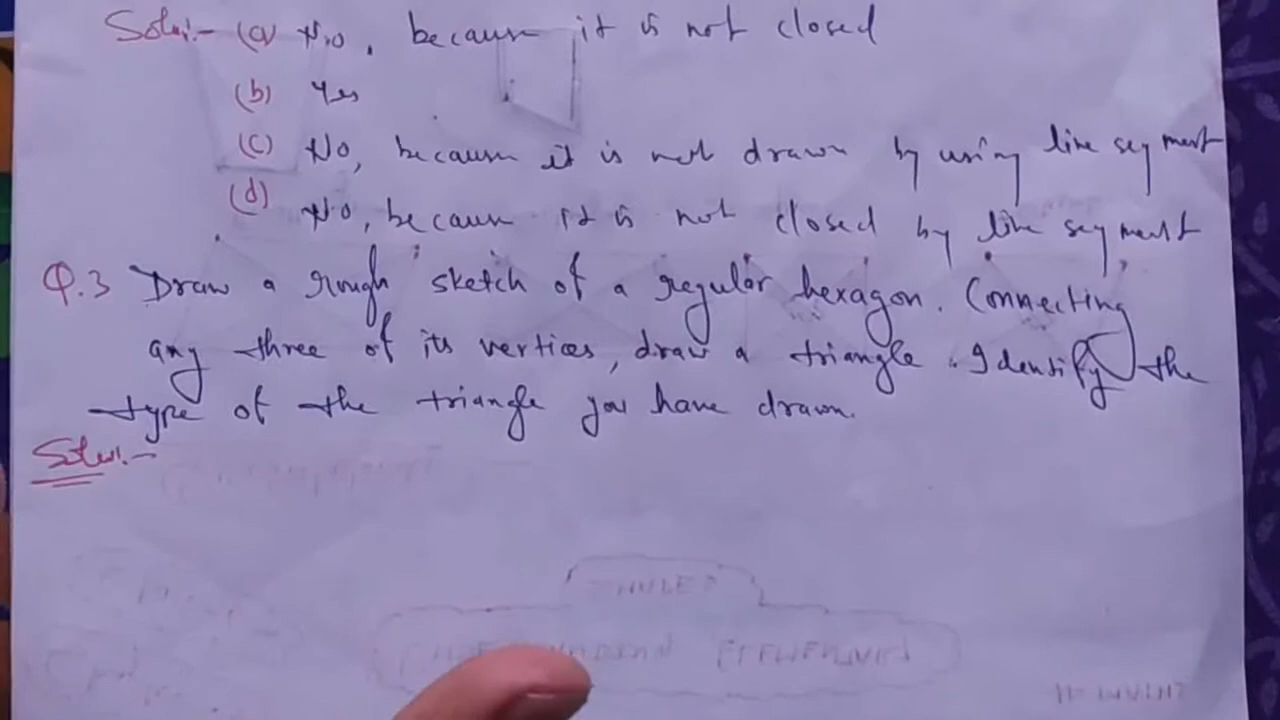 Solu:- (a) No, because it is not closed
(b) Yes
(c) No, because it is not drawn by using line segment
(d) No, because it is not closed by line segment
Q.3 Draw a rough sketch of a regular hexagon. Connecting
any three of its vertices, draw a triangle. Identify the
type of the triangle you have drawn.
Solu:-